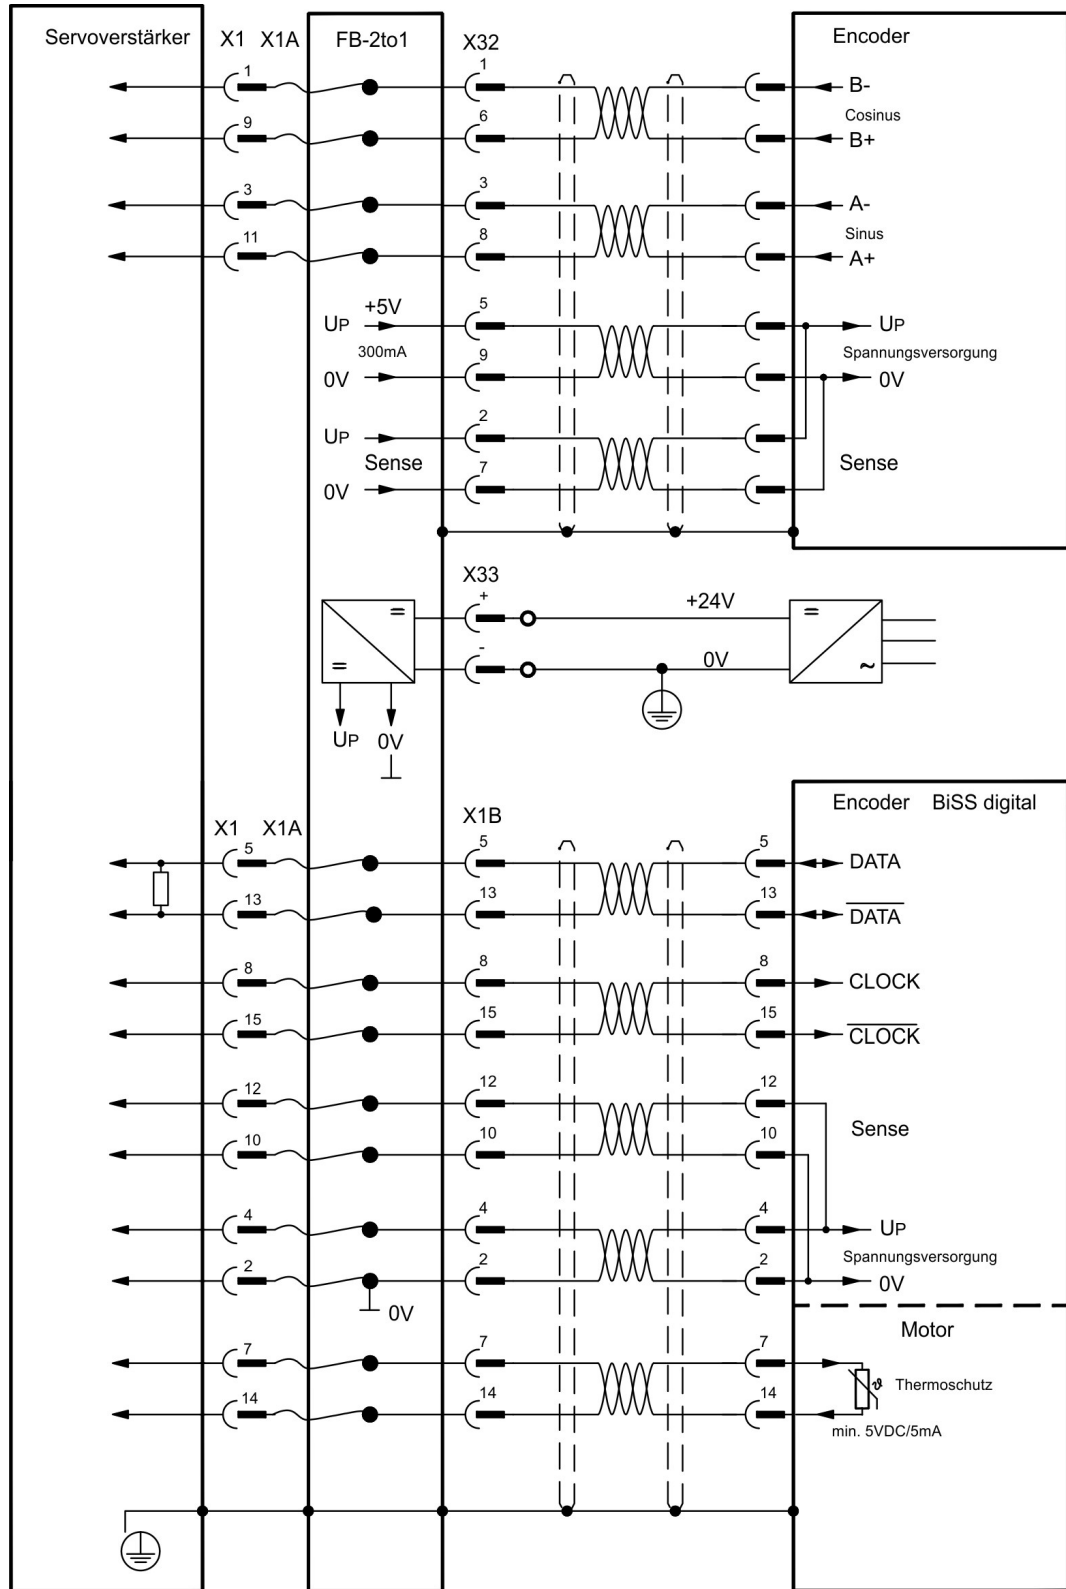 Servoverstärker X1 X1A FB-2to1 X32 Encoder
1 1 B-
Cosinus
9 6 B+
3 3 A-
Sinus
11 8 A+
UP +5V 5 UP
300mA Spannungsversorgung
0V 9 0V
UP 2
Sense Sense
0V 7
X33
+ +24V
= =
- 0V
= ~
UP 0V
Encoder BiSS digital
X1 X1A X1B
5 5 5 DATA
13 13 13 DATA
8 8 8 CLOCK
15 15 15 CLOCK
12 12 12
Sense
10 10 10
4 4 4 UP
Spannungsversorgung
2 2 2 0V
0V
Motor
7 7 7
ϑ Thermoschutz
14 14 14
min. 5VDC/5mA